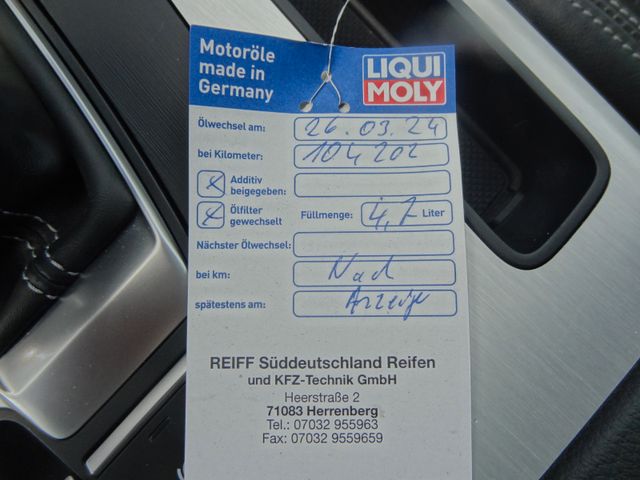 Motoröle
made in
Germany
LIQUI
MOLY
Ölwechsel am: 26.03.24
bei Kilometer: 104202
Additiv
beigegeben:
Ölfilter
gewechselt
Füllmenge: 4,7 Liter
Nächster Ölwechsel:
bei km: Nach
spätestens am: Anzeige
REIFF Süddeutschland Reifen
und KFZ-Technik GmbH
Heerstraße 2
71083 Herrenberg
Tel.: 07032 955963
Fax: 07032 9559659